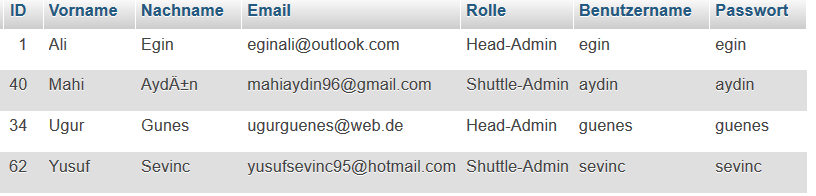 ID Vorname Nachname Email Rolle Benutzername Passwort
1 Ali Egin eginali@outlook.com Head-Admin egin egin
40 Mahi AydÄ±n mahiaydin96@gmail.com Shuttle-Admin aydin aydin
34 Ugur Gunes ugurguenes@web.de Head-Admin guenes guenes
62 Yusuf Sevinc yusufsevinc95@hotmail.com Shuttle-Admin sevinc sevinc